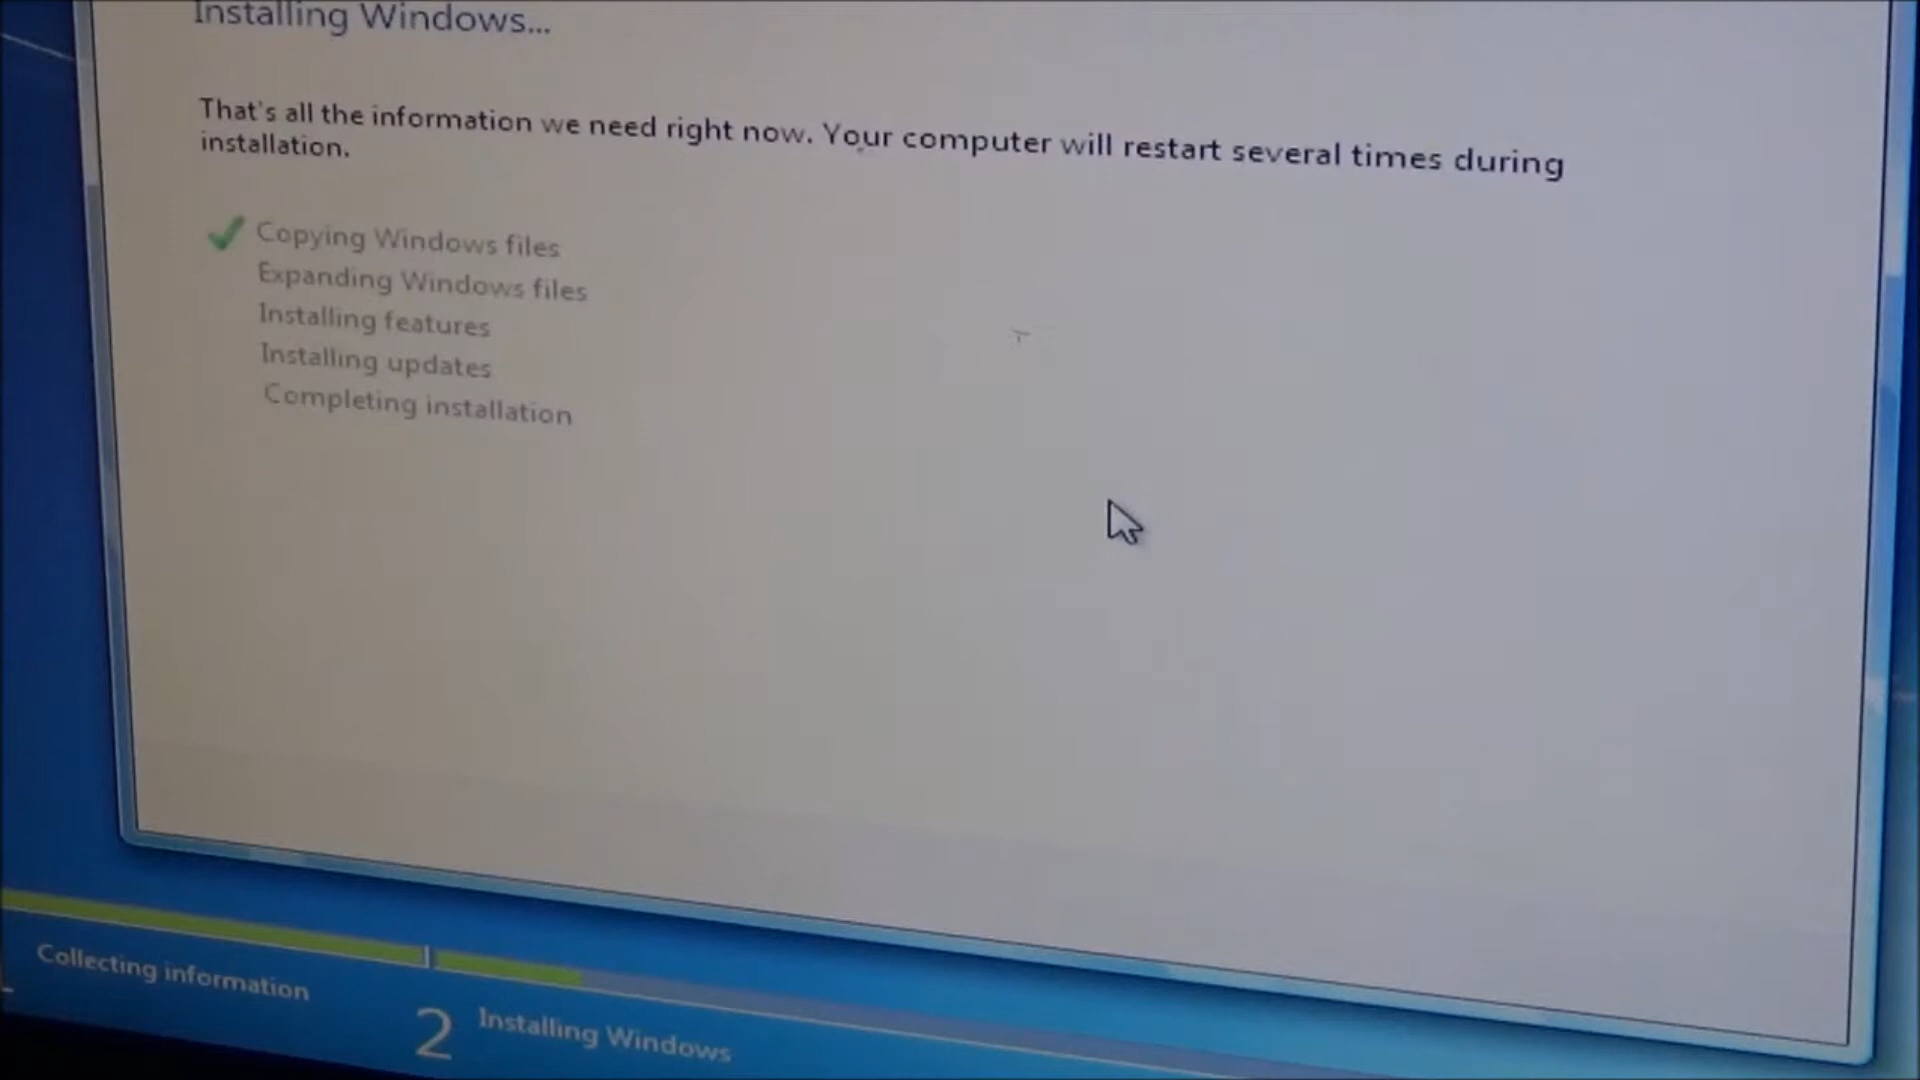 Installing Windows...
That's all the information we need right now. Your computer will restart several times during
installation.
Copying Windows files
Expanding Windows files
Installing features
Installing updates
Completing installation
Collecting information
2 Installing Windows